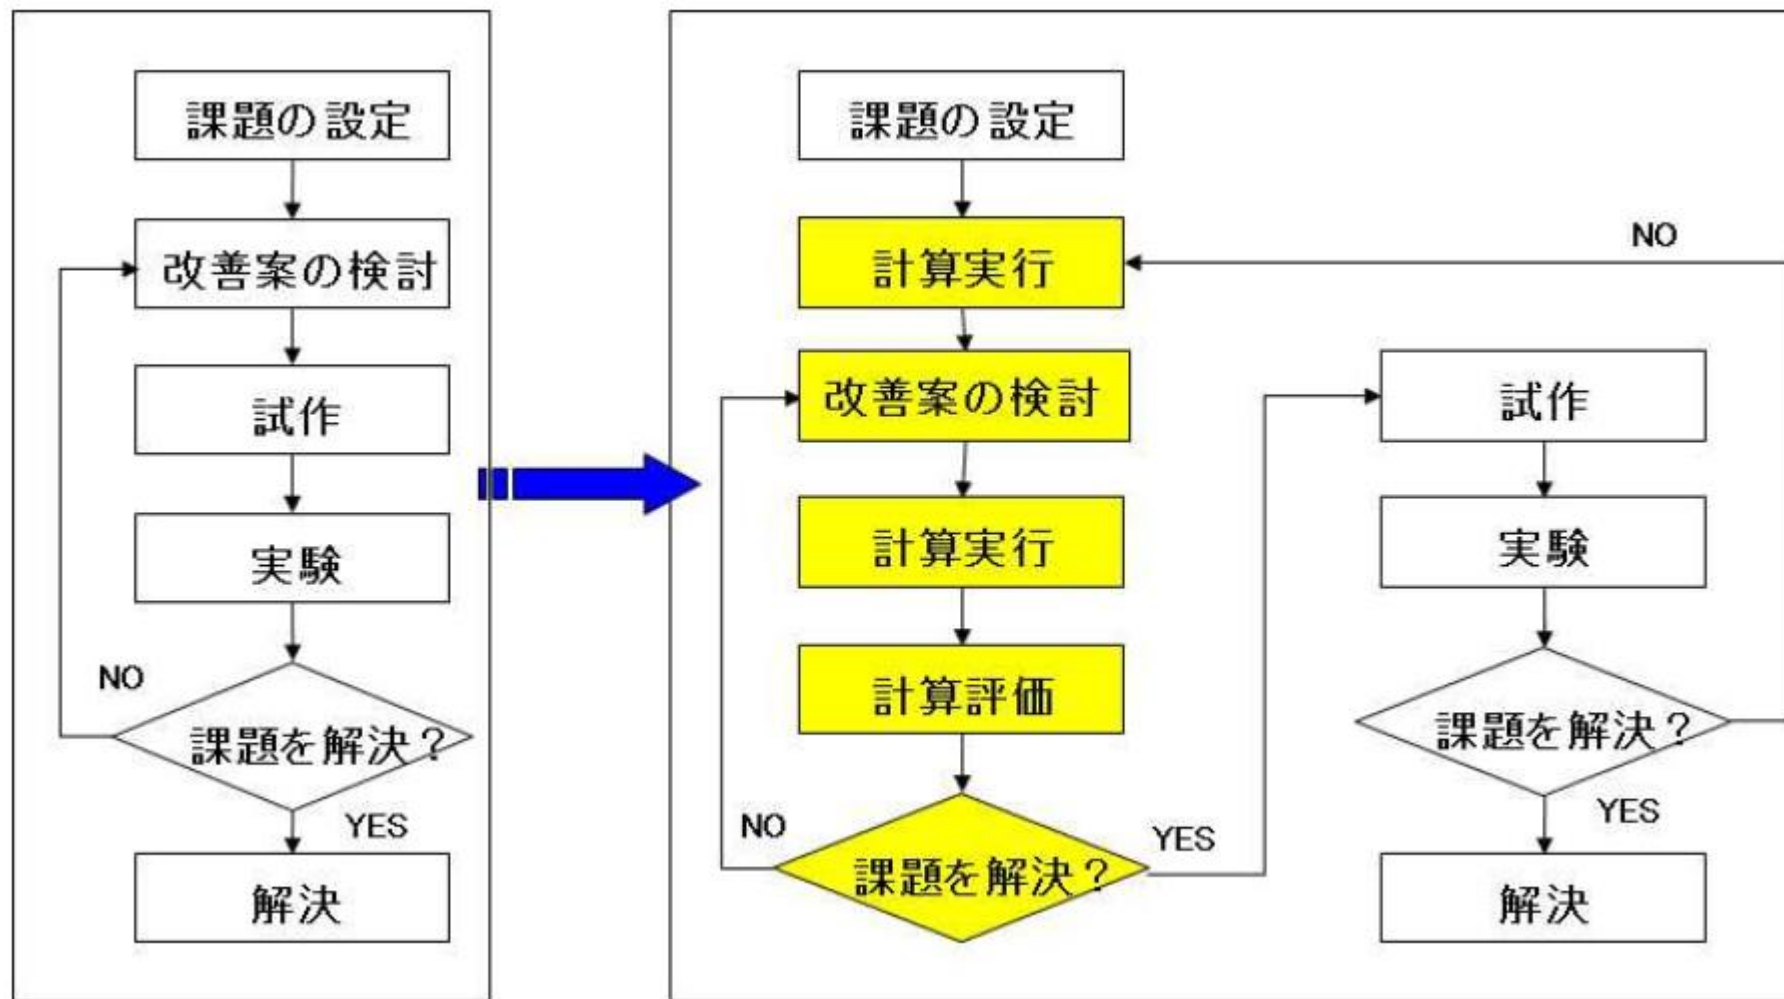 課題の設定
改善案の検討
試作
実験
NO
課題を解決？
YES
解決
課題の設定
計算実行
改善案の検討
計算実行
計算評価
NO
課題を解決？
YES
NO
試作
実験
課題を解決？
YES
解決